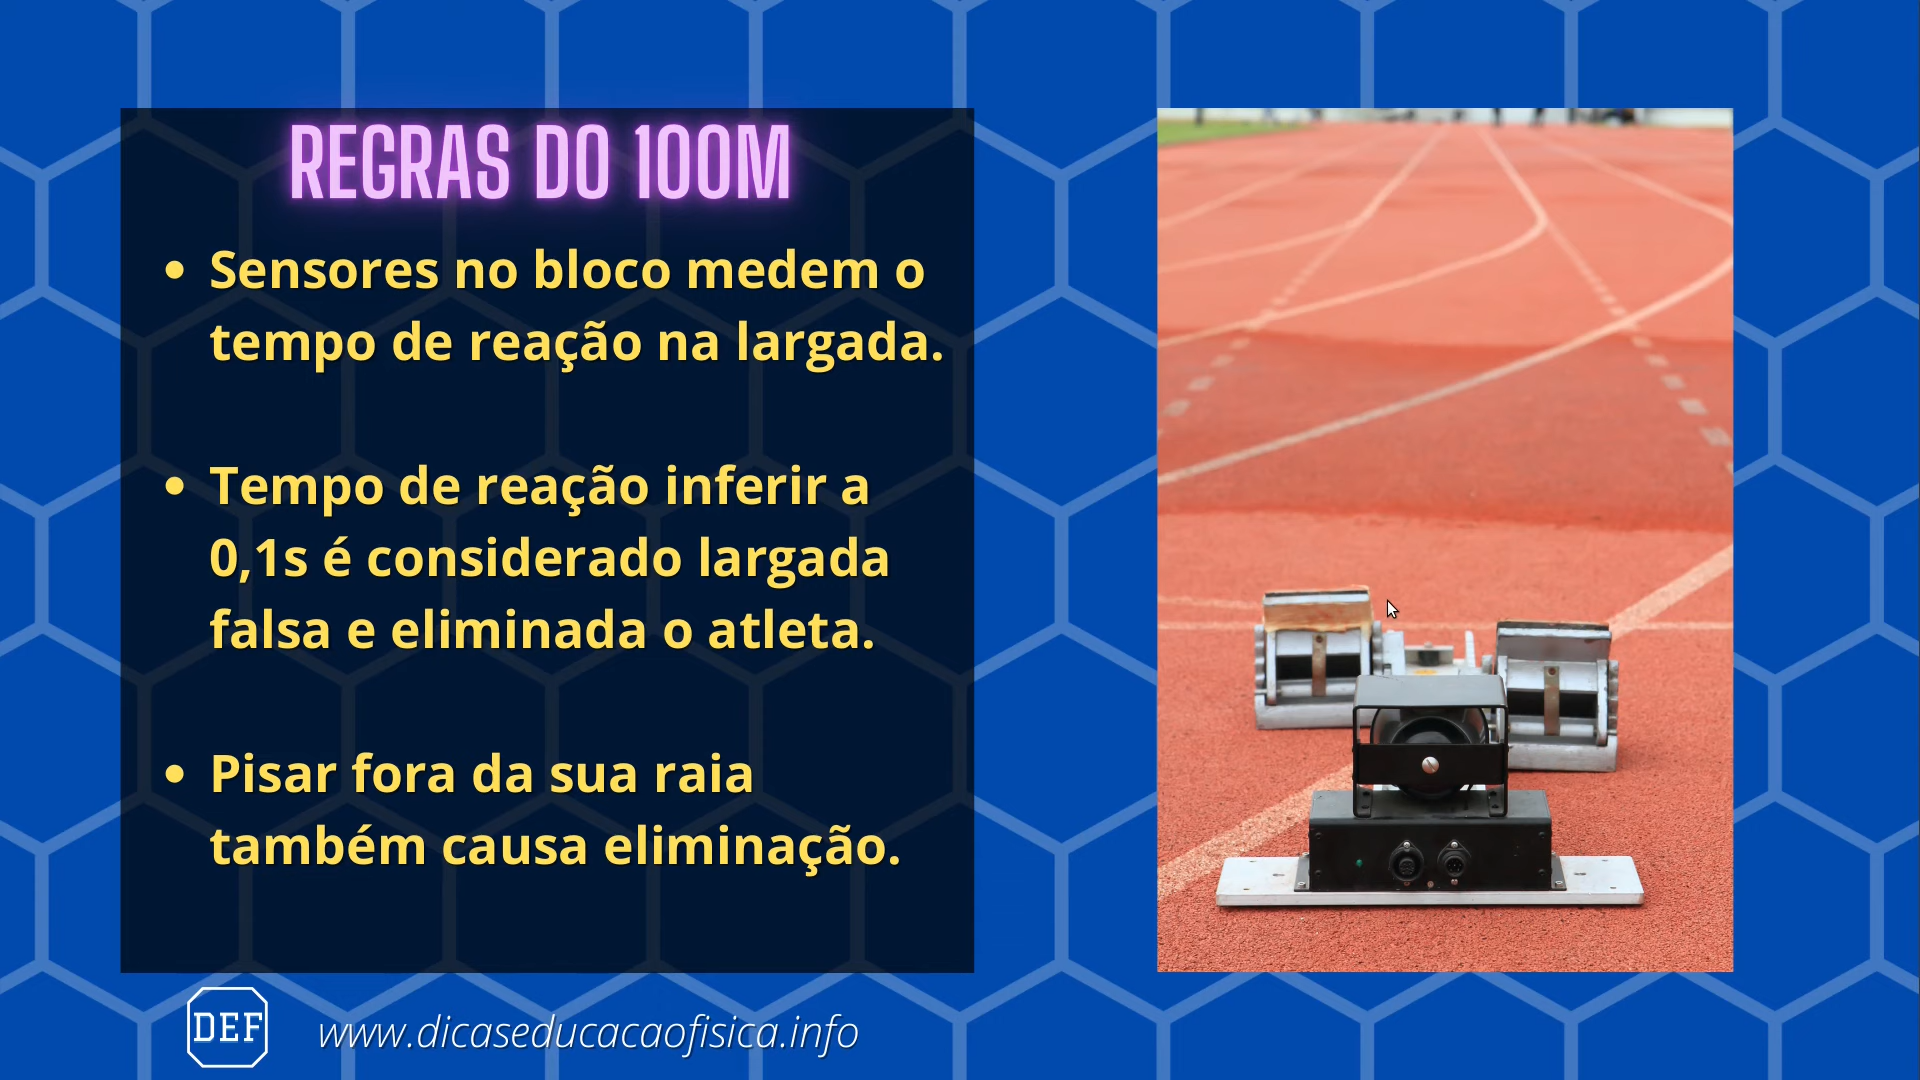 REGRAS DO 100M
• Sensores no bloco medem o
tempo de reação na largada.
• Tempo de reação inferir a
0,1s é considerado largada
falsa e eliminada o atleta.
• Pisar fora da sua raia
também causa eliminação.
DEF
www.dicaseducacaofisica.info